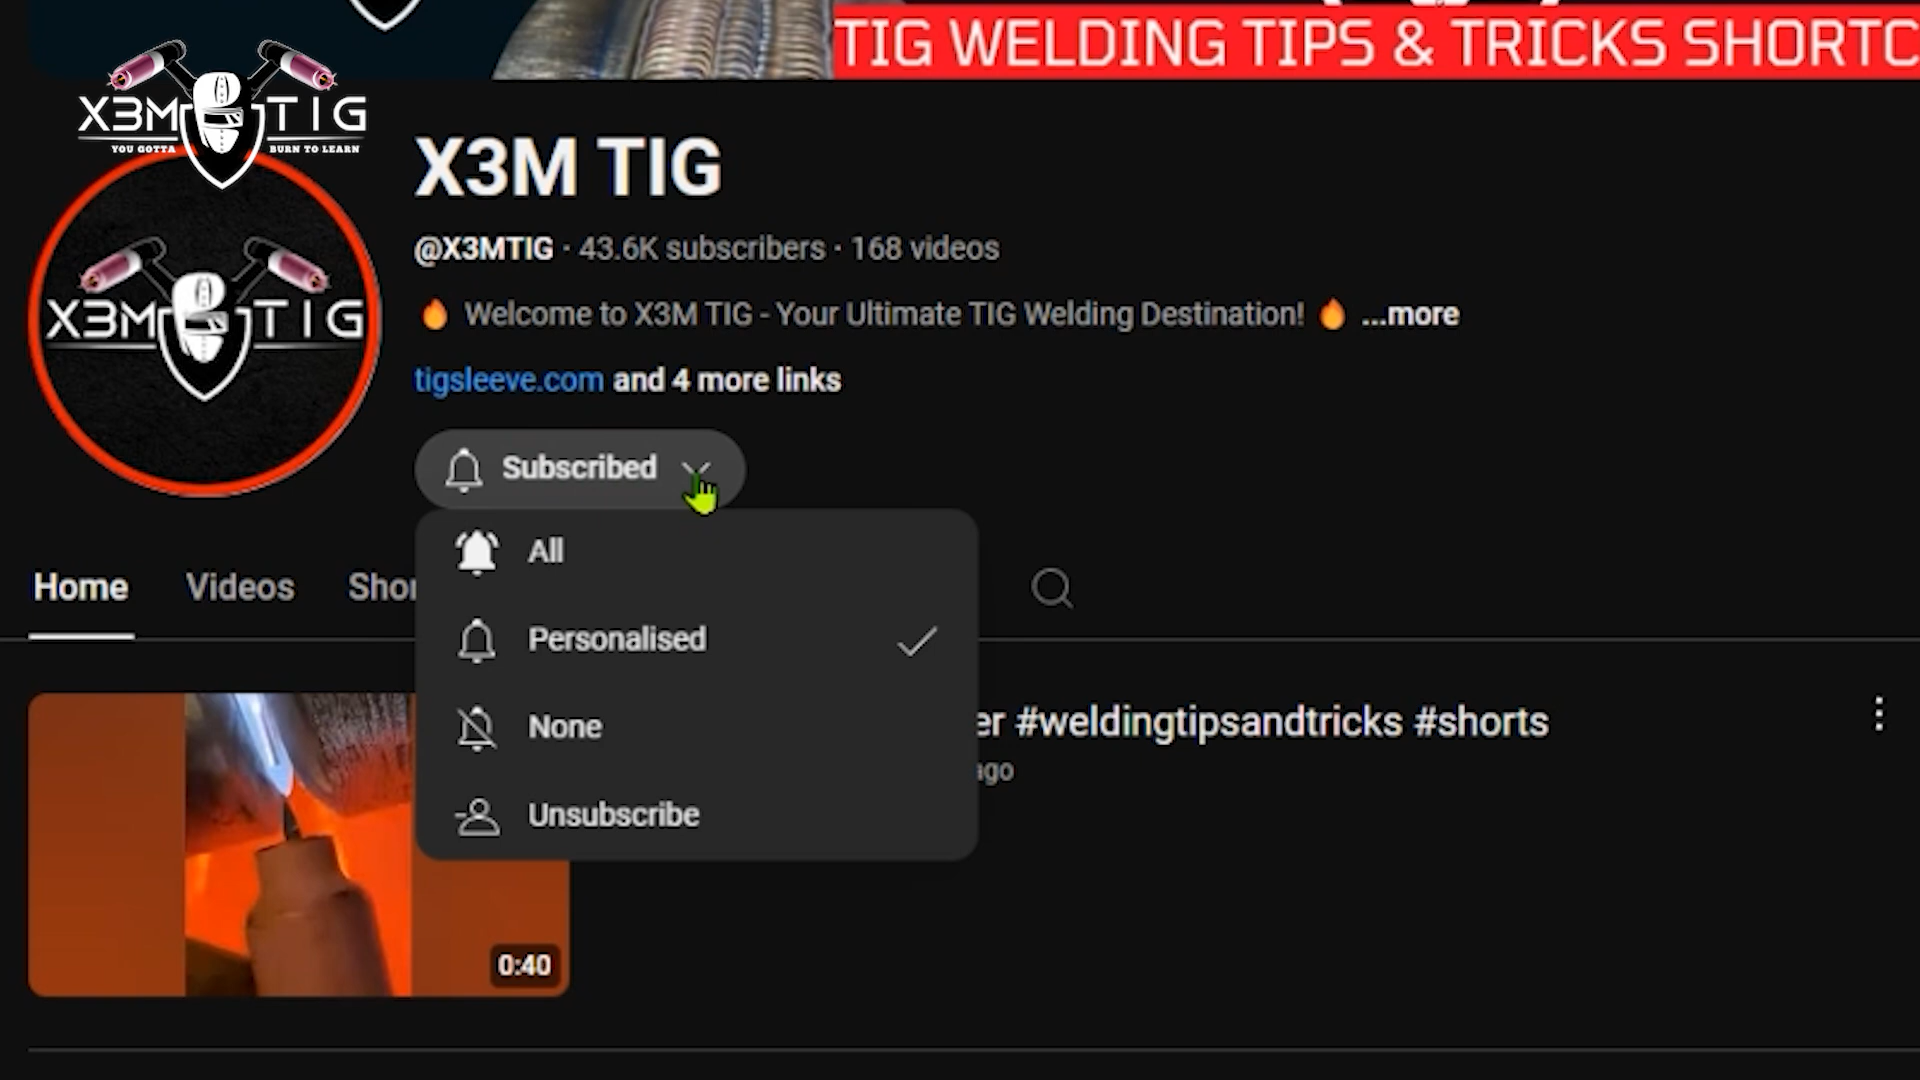 TIG WELDING TIPS & TRICKS SHORTC
X3M TIG
YOU GOTTA BURN TO LEARN
X3M TIG
X3M TIG
@X3MTIG · 43.6K subscribers · 168 videos
🔥 Welcome to X3M TIG - Your Ultimate TIG Welding Destination! 🔥 ...more
tigsleeve.com and 4 more links
Subscribed
All
Home Videos Shor
Personalised
None
er #weldingtipsandtricks #shorts
ago
Unsubscribe
0:40